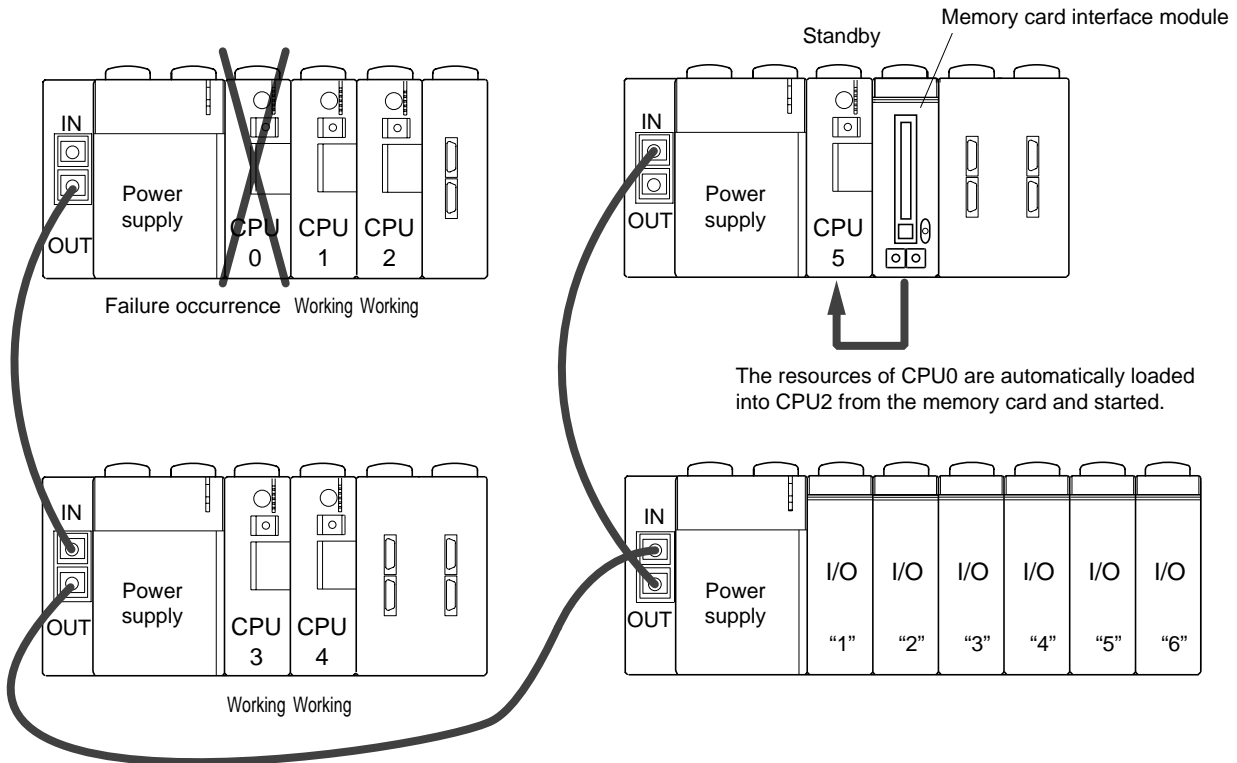 Memory card interface module
Standby
IN
OUT
Power
supply
CPU
0
CPU
1
CPU
2
Failure occurrence
Working
Working
IN
OUT
Power
supply
CPU
5
The resources of CPU0 are automatically loaded
into CPU2 from the memory card and started.
IN
OUT
Power
supply
CPU
3
CPU
4
Working
Working
IN
OUT
Power
supply
I/O
"1"
I/O
"2"
I/O
"3"
I/O
"4"
I/O
"5"
I/O
"6"